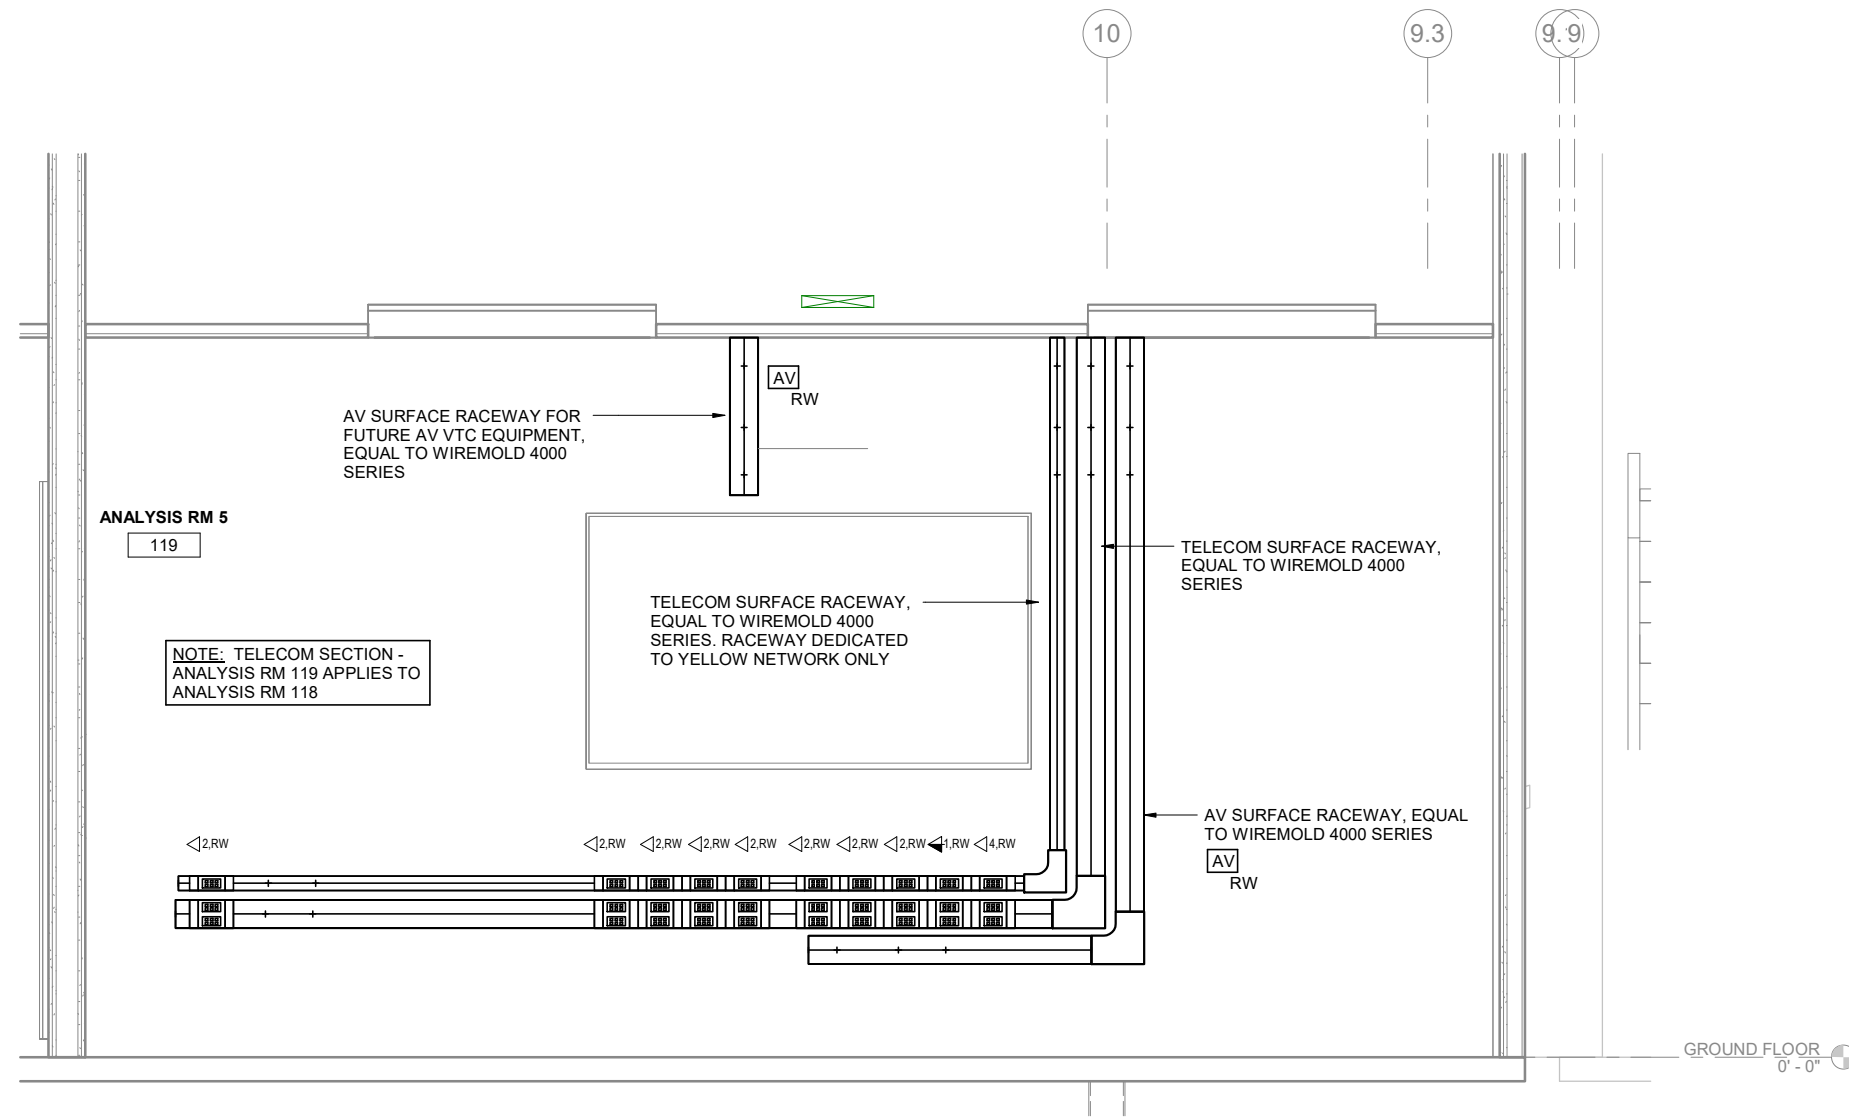 10
9.3
9.
9
AV
RW
AV SURFACE RACEWAY FOR
FUTURE AV VTC EQUIPMENT,
EQUAL TO WIREMOLD 4000
SERIES
ANALYSIS RM 5
119
TELECOM SURFACE RACEWAY,
EQUAL TO WIREMOLD 4000
SERIES
TELECOM SURFACE RACEWAY,
EQUAL TO WIREMOLD 4000
SERIES. RACEWAY DEDICATED
TO YELLOW NETWORK ONLY
NOTE: TELECOM SECTION -
ANALYSIS RM 119 APPLIES TO
ANALYSIS RM 118
AV SURFACE RACEWAY, EQUAL
TO WIREMOLD 4000 SERIES
AV
RW
2,RW 2,RW 2,RW 2,RW 2,RW 2,RW 2,RW 2,RW 1,RW 4,RW
GROUND FLOOR
0' - 0"